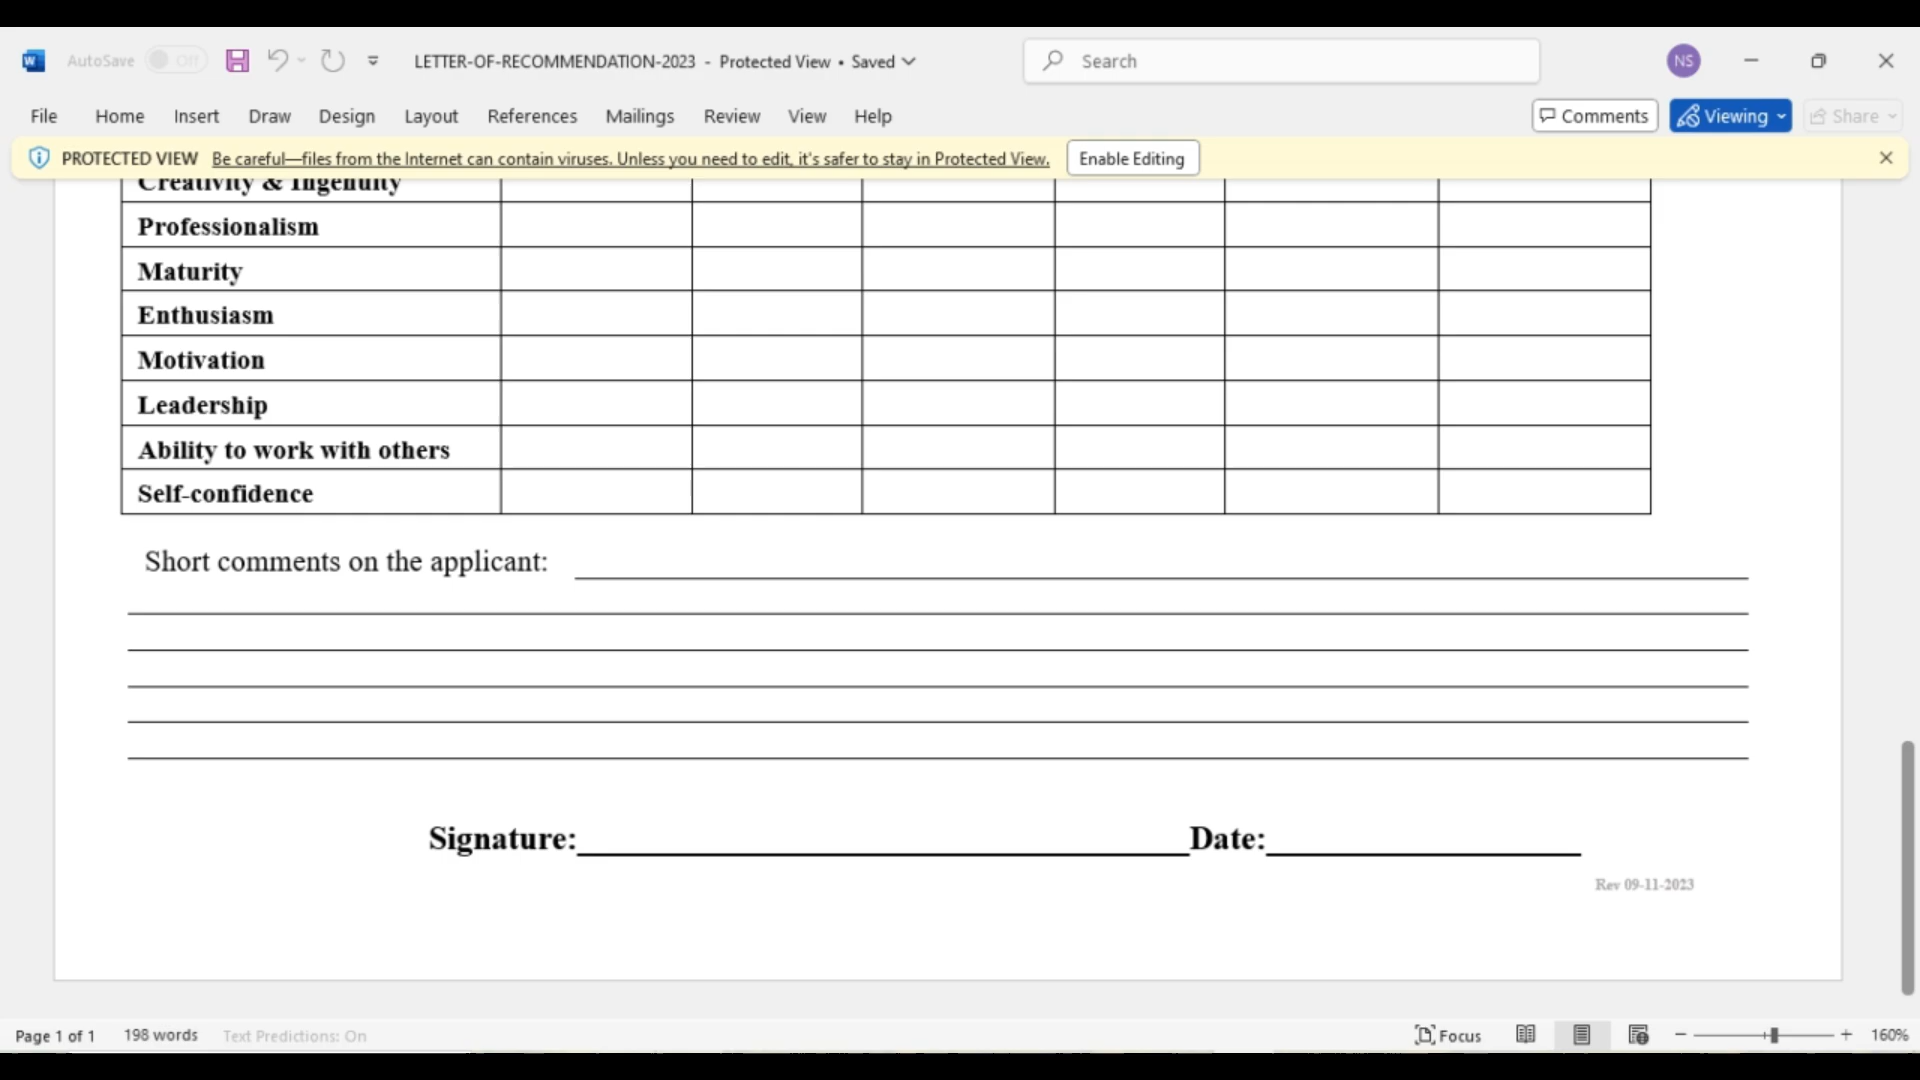 AutoSave Off LETTER-OF-RECOMMENDATION-2023 - Protected View • Saved Search NS
File Home Insert Draw Design Layout References Mailings Review View Help Comments Viewing Share
PROTECTED VIEW Be careful—files from the Internet can contain viruses. Unless you need to edit, it's safer to stay in Protected View. Enable Editing
Creativity & Ingenuity
Professionalism
Maturity
Enthusiasm
Motivation
Leadership
Ability to work with others
Self-confidence
Short comments on the applicant:
Signature: Date:
Rev 09-11-2023
Page 1 of 1 198 words Text Predictions: On Focus 160%